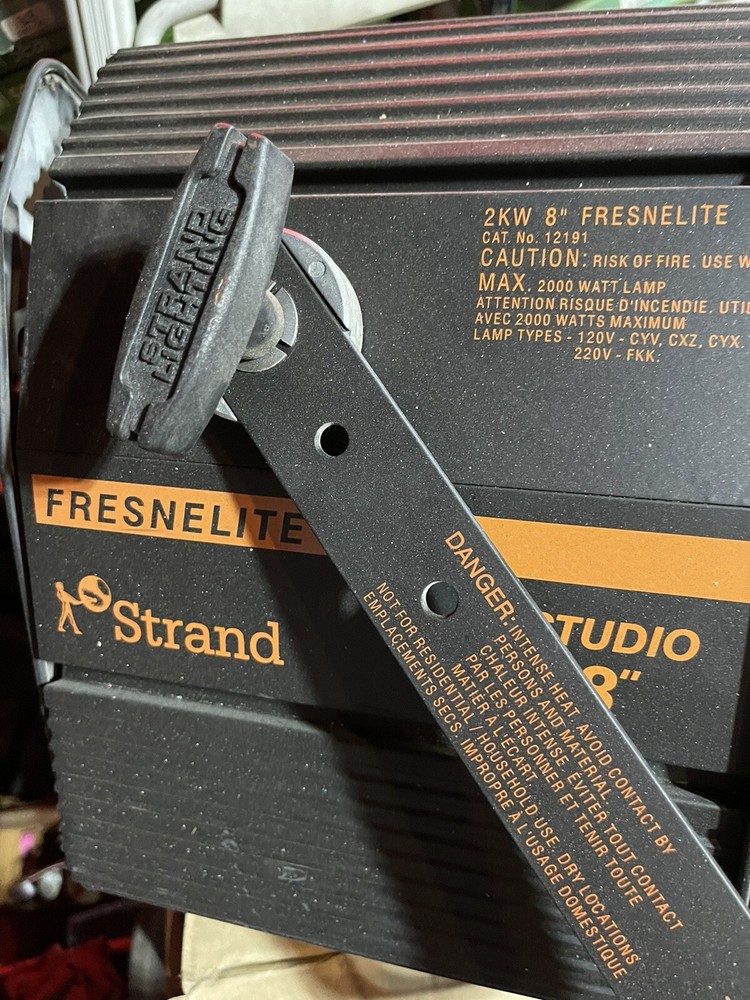 STRAND
LIGHTING
2KW 8" FRESNELITE
CAT. No. 12191
CAUTION: RISK OF FIRE. USE
MAX. 2000 WATT LAMP
ATTENTION RISQUE D'INCENDIE.
AVEC 2000 WATTS MAXIMUM
LAMP TYPES - 120V - CYV, CXZ, CYX.
220V - FKK.
FRESNELITE
Strand
STUDIO
8"
DANGER: INTENSE HEAT. AVOID CONTACT BY
PERSONS AND MATERIAL.
CHALEUR INTENSE. EVITER TOUT CONTACT
PAR LES PERSONNER ET TENIR TOUTE
MATIER A L'ECART.
NOT FOR RESIDENTIAL / HOUSEHOLD USE. DRY LOCATIONS
EMPLACEMENTS SECS. IMPROPRE A L'USAGE DOMESTIQUE